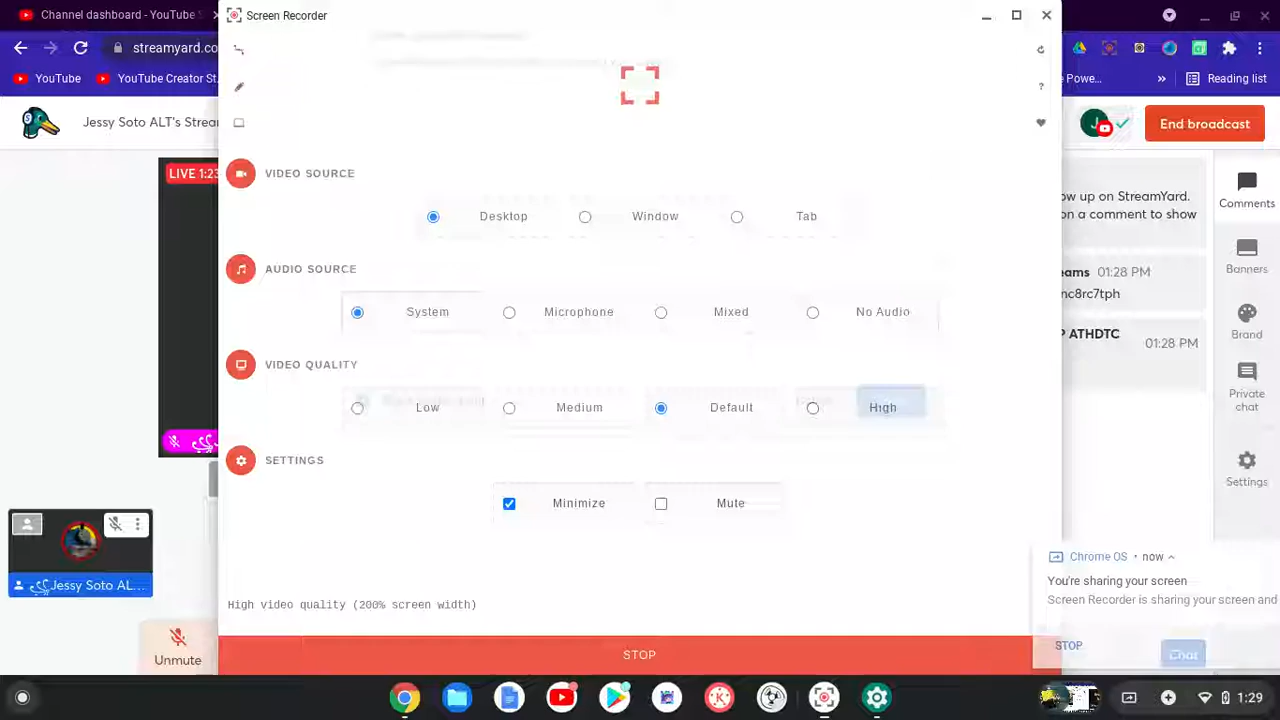 Channel dashboard - YouTube S
Screen Recorder
streamyard.co
YouTube
YouTube Creator St
Powe...
»
Reading list
?
Jessy Soto ALT's Strea
End broadcast
LIVE 1:23
VIDEO SOURCE
Desktop
Window
Tab
AUDIO SOURCE
System
Microphone
Mixed
No Audio
VIDEO QUALITY
Low
Medium
Default
High
SETTINGS
Minimize
Mute
High video quality (200% screen width)
STOP
ow up on StreamYard.
on a comment to show
eams 01:28 PM
nc8rc7tph
P ATHDTC
01:28 PM
Comments
Banners
Brand
Private
chat
Settings
Jessy Soto AL...
Unmute
Chrome OS • now
You're sharing your screen
Screen Recorder is sharing your screen and
STOP
Chat
1:29